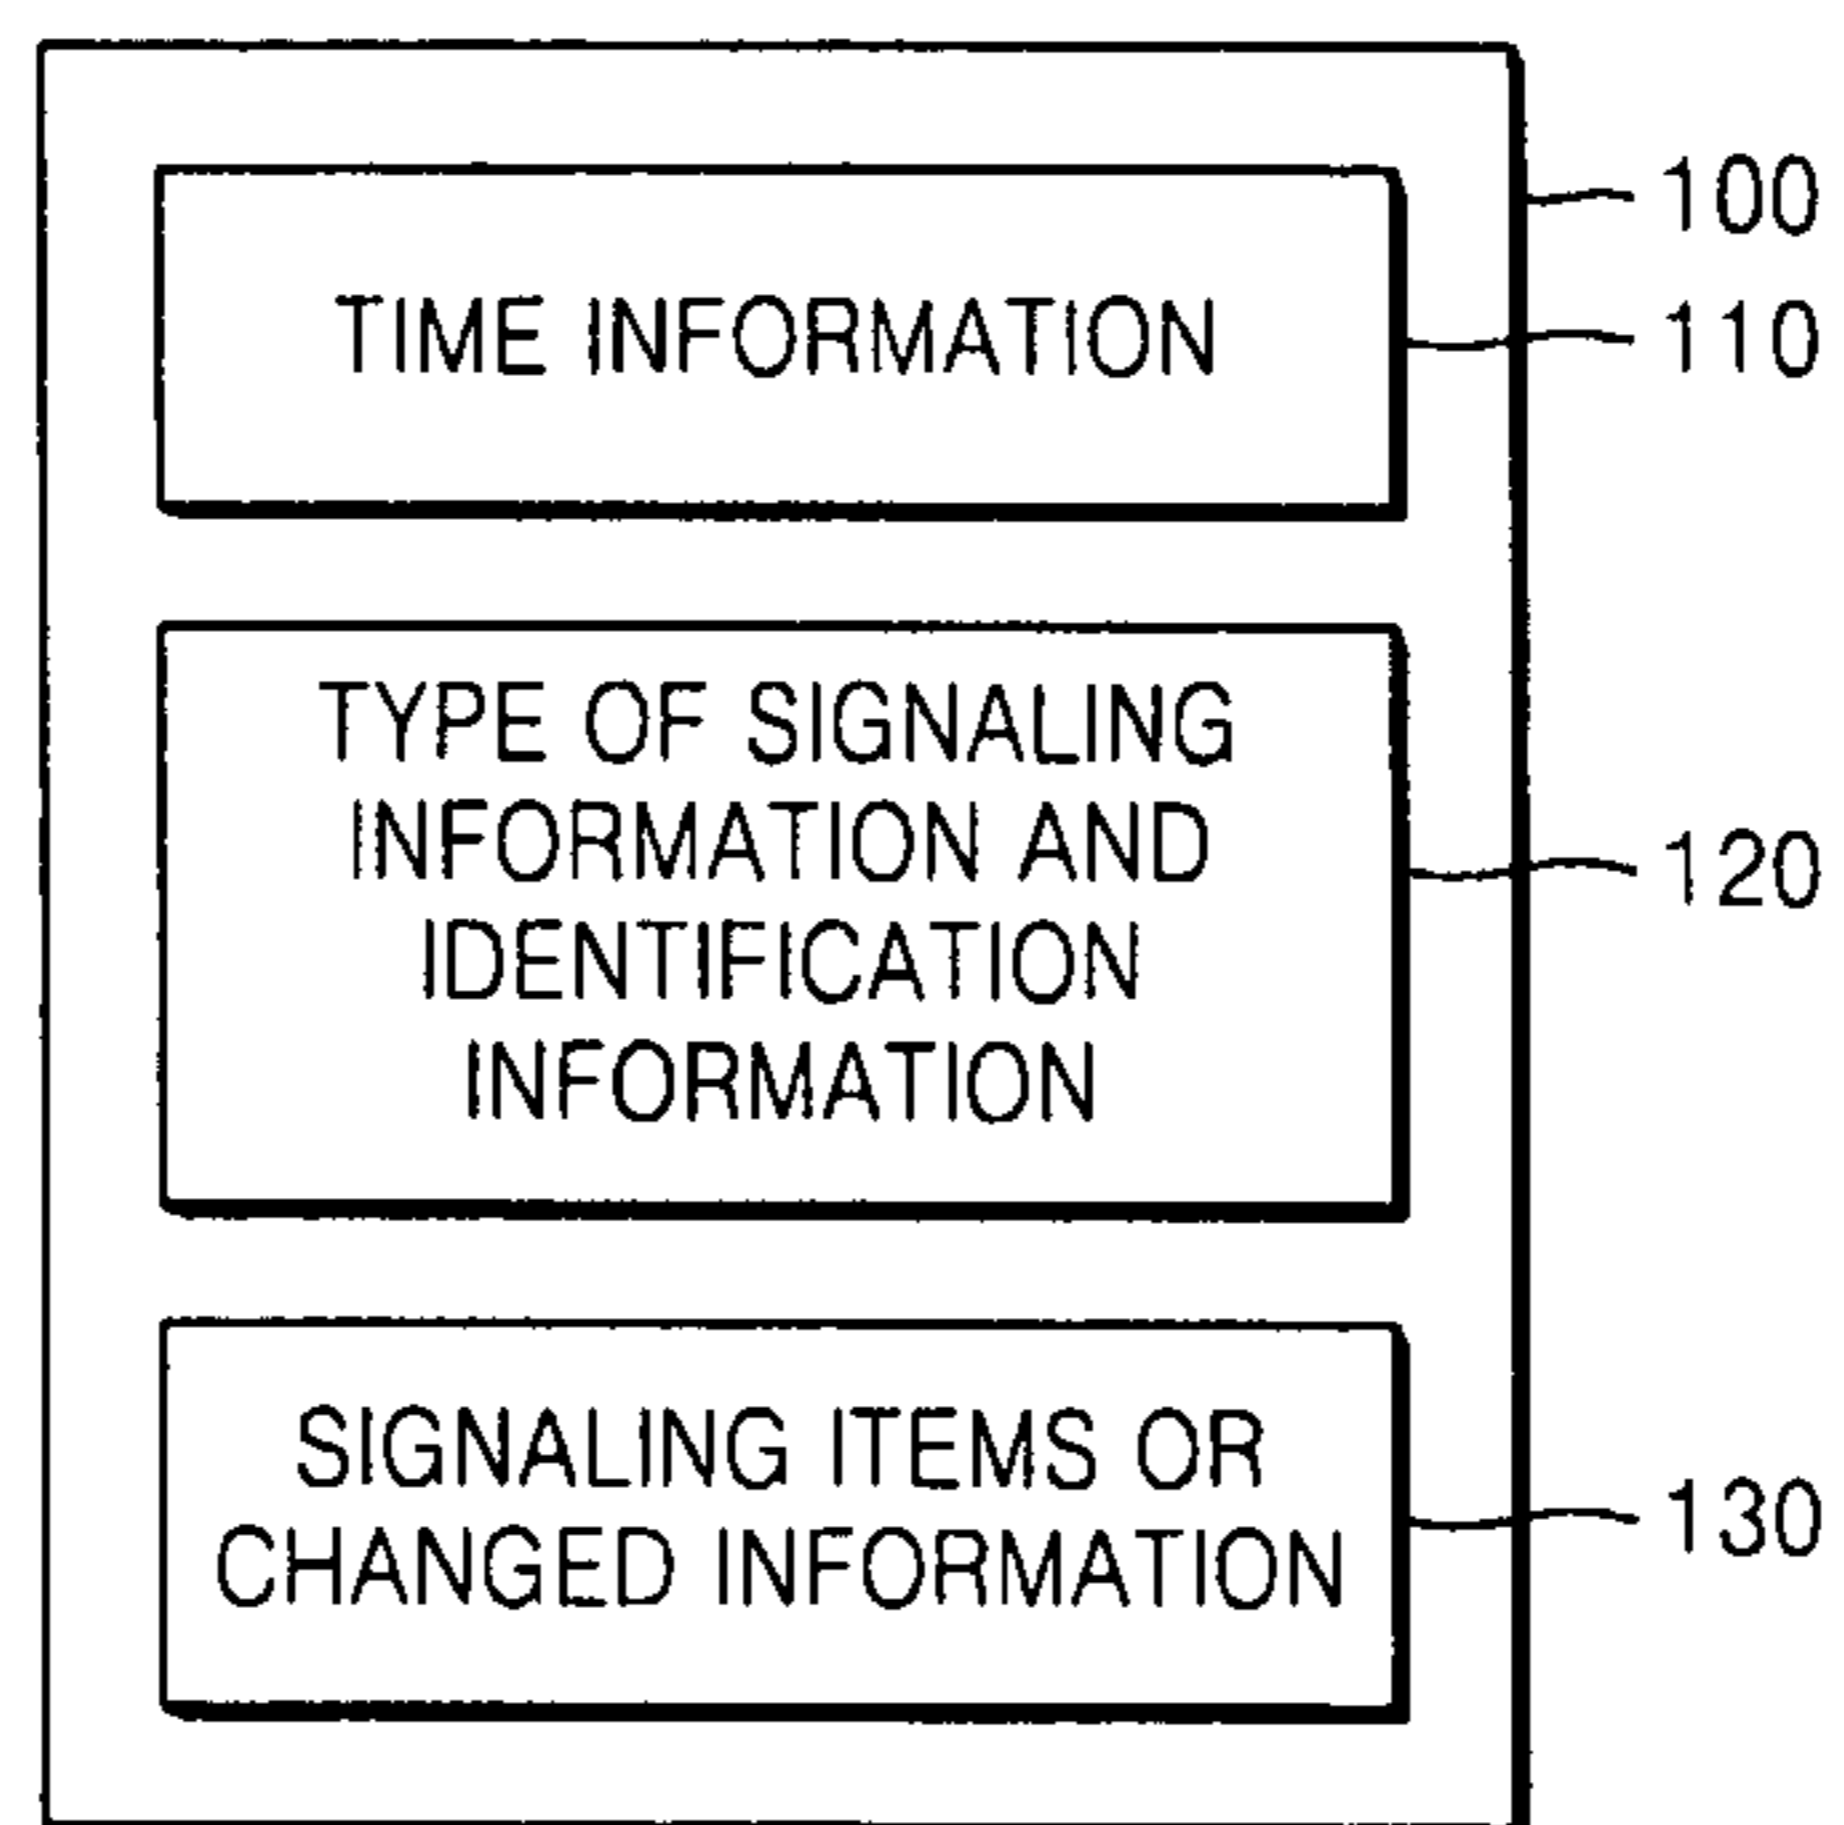 100
TIME INFORMATION
110
TYPE OF SIGNALING
INFORMATION AND
IDENTIFICATION
INFORMATION
120
SIGNALING ITEMS OR
CHANGED INFORMATION
130